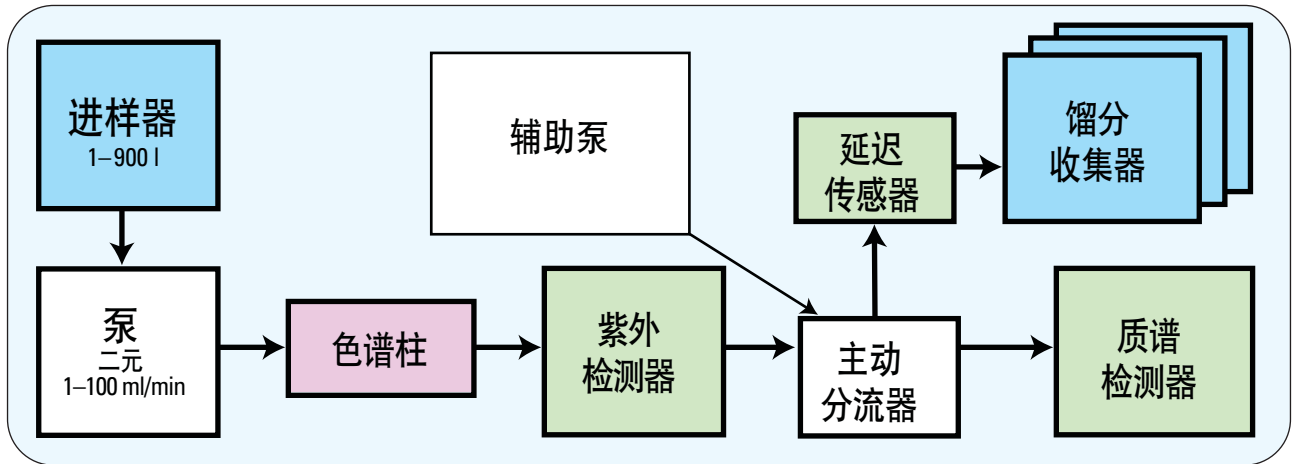 进样器
1–900 l
泵
二元
1–100 ml/min
色谱柱
辅助泵
紫外
检测器
主动
分流器
延迟
传感器
馏分
收集器
质谱
检测器